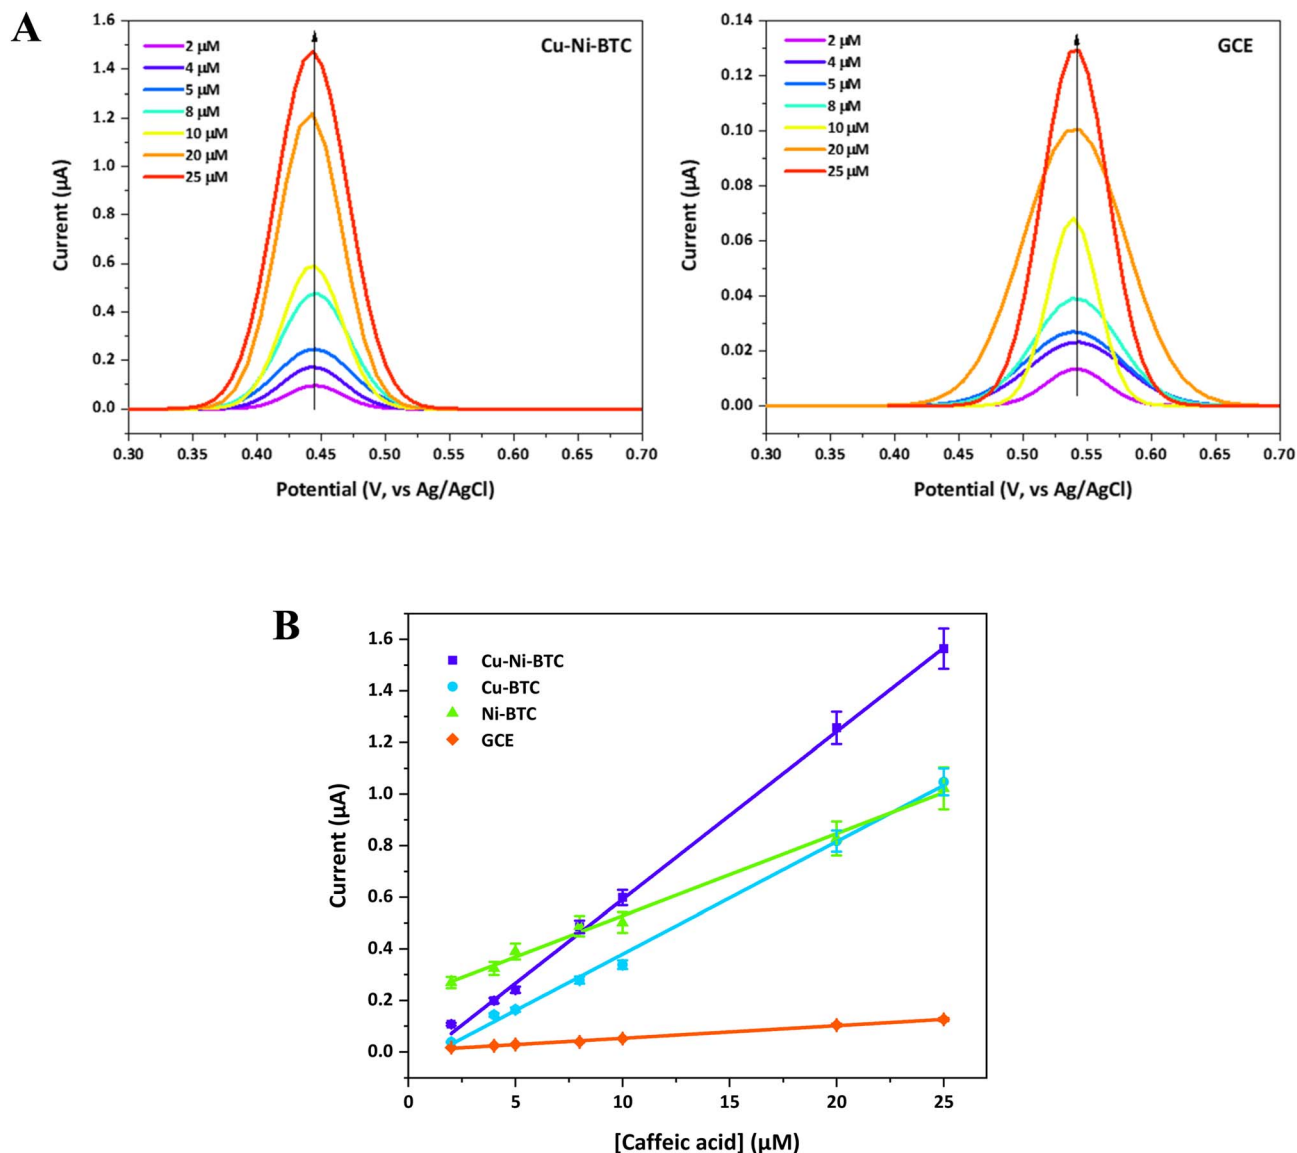 A
1.6
1.4
1.2
1.0
0.8
0.6
0.4
0.2
0.0
Current (μA)
2 μM
4 μM
5 μM
8 μM
10 μM
20 μM
25 μM
Cu-Ni-BTC
0.30 0.35 0.40 0.45 0.50 0.55 0.60 0.65 0.70
Potential (V, vs Ag/AgCl)
0.14
0.12
0.10
0.08
0.06
0.04
0.02
0.00
Current (μA)
2 μM
4 μM
5 μM
8 μM
10 μM
20 μM
25 μM
GCE
0.30 0.35 0.40 0.45 0.50 0.55 0.60 0.65 0.70
Potential (V, vs Ag/AgCl)
B
1.6
1.4
1.2
1.0
0.8
0.6
0.4
0.2
0.0
Current (μA)
Cu-Ni-BTC
Cu-BTC
Ni-BTC
GCE
0 5 10 15 20 25
[Caffeic acid] (μM)